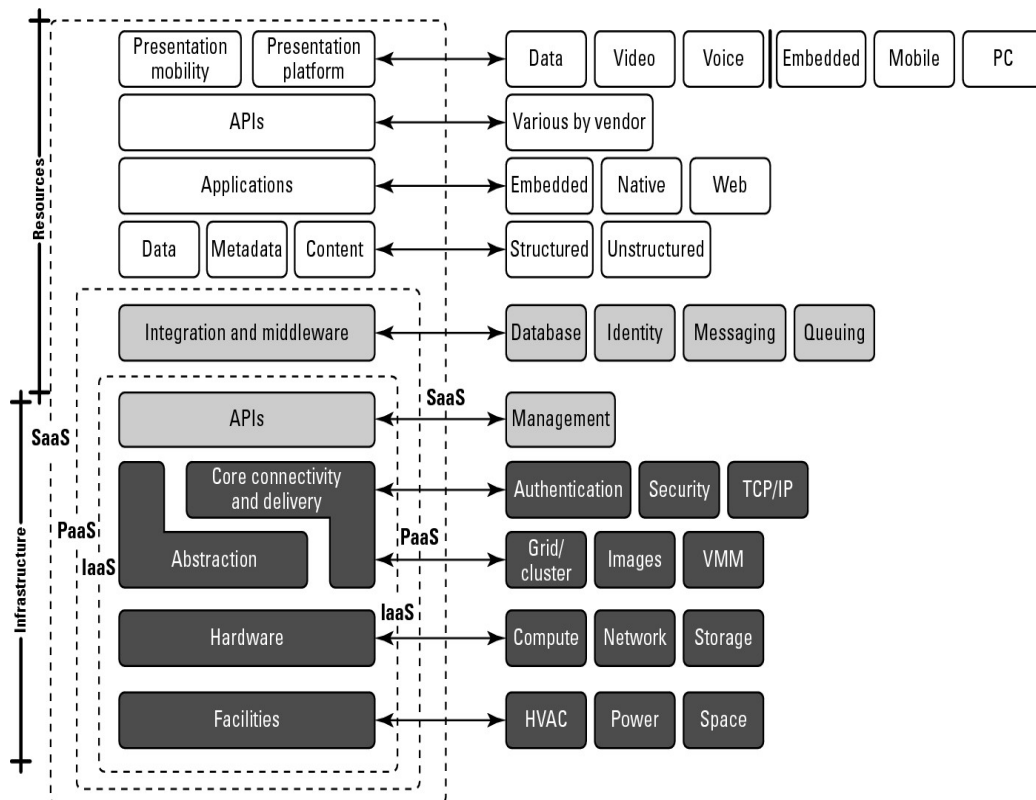 Presentation
mobility
Presentation
platform
Data
Video
Voice
Embedded
Mobile
PC
APIs
Various by vendor
Resources
Applications
Embedded
Native
Web
Data
Metadata
Content
Structured
Unstructured
Integration and middleware
Database
Identity
Messaging
Queuing
APIs
SaaS
Management
SaaS
Core connectivity
and delivery
Authentication
Security
TCP/IP
PaaS
PaaS
Infrastructure
IaaS
Abstraction
Grid/
cluster
Images
VMM
IaaS
Hardware
Compute
Network
Storage
Facilities
HVAC
Power
Space